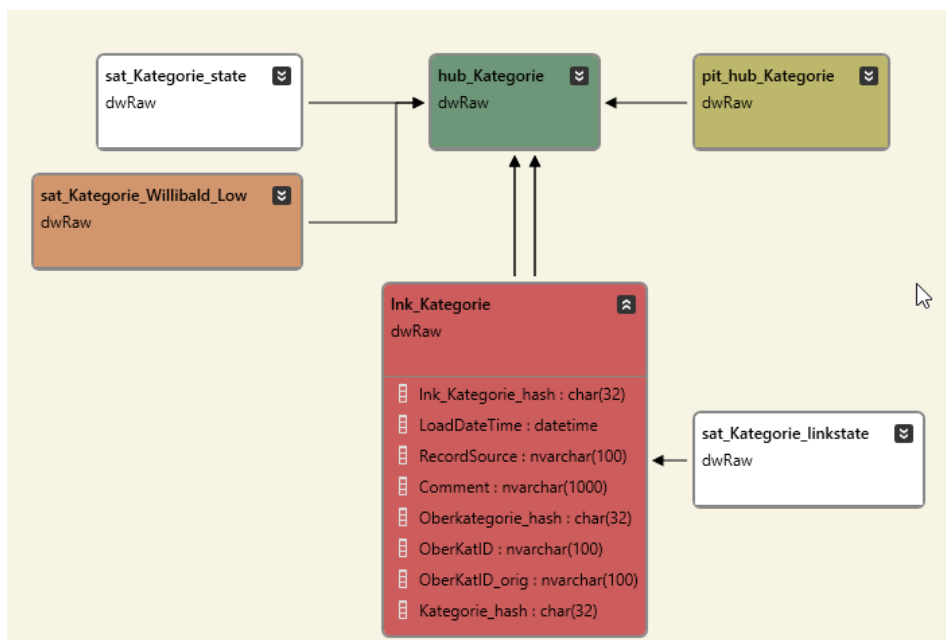 sat_Kategorie_state
dwRaw
hub_Kategorie
dwRaw
pit_hub_Kategorie
dwRaw
sat_Kategorie_Willibald_Low
dwRaw
lnk_Kategorie
dwRaw
lnk_Kategorie_hash : char(32)
LoadDateTime : datetime
RecordSource : nvarchar(100)
Comment : nvarchar(1000)
Oberkategorie_hash : char(32)
OberKatID : nvarchar(100)
OberKatID_orig : nvarchar(100)
Kategorie_hash : char(32)
sat_Kategorie_linkstate
dwRaw